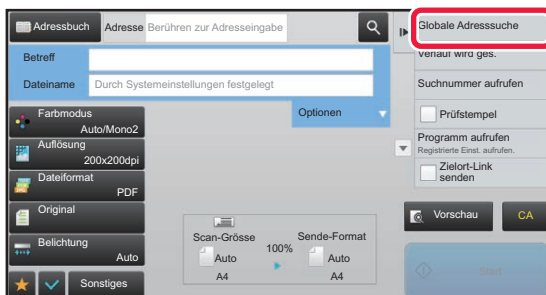 Adressbuch
Adresse
Berühren zur Adresseingabe
Globale Adresssuche
Betreff
Verlauf wird ges.
Dateiname
Durch Systemeinstellungen festgelegt
Suchnummer aufrufen
Optionen
Prüfstempel
Farbmodus
Auto/Mono2
Auflösung
200x200dpi
Programm aufrufen
Registrierte Einst. aufrufen.
Dateiformat
PDF
Zielort-Link
senden
Original
Vorschau
CA
Belichtung
Auto
Scan-Grösse
100%
Sende-Format
Auto
Auto
A4
A4
Sonstiges
Start